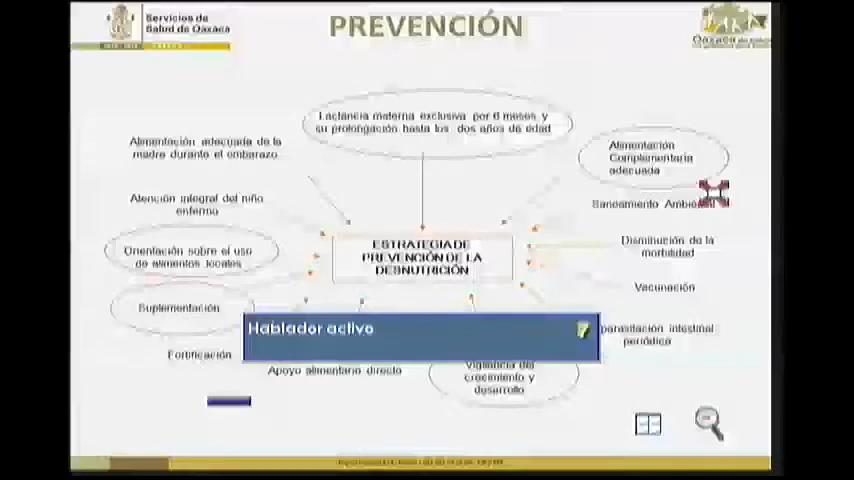 Servicios de
Salud de Oaxaca
PREVENCIÓN
Lactancia materna exclusiva por 6 meses y
su prolongación hasta los dos años de edad
Alimentación adecuada de la
madre durante el embarazo.
Alimentación
Complementaria
adecuada
Atención integral del niño
enfermo
Saneamiento Ambiental
Orientación sobre el uso
de alimentos locales
ESTRATEGIA DE
PREVENCIÓN DE LA
DESNUTRICIÓN
Disminución de la
morbilidad
Vacunación
Suplementación
Hablador activo
parasitación intestinal
periódica
Fortificación
Apoyo alimentario directo
Vigilancia del
crecimiento y
desarrollo